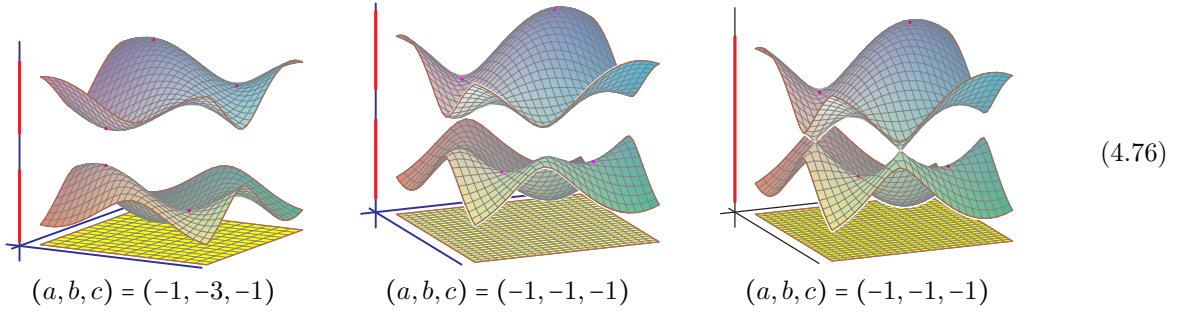 (4.76)
(a, b, c) = (−1, −3, −1)
(a, b, c) = (−1, −1, −1)
(a, b, c) = (−1, −1, −1)